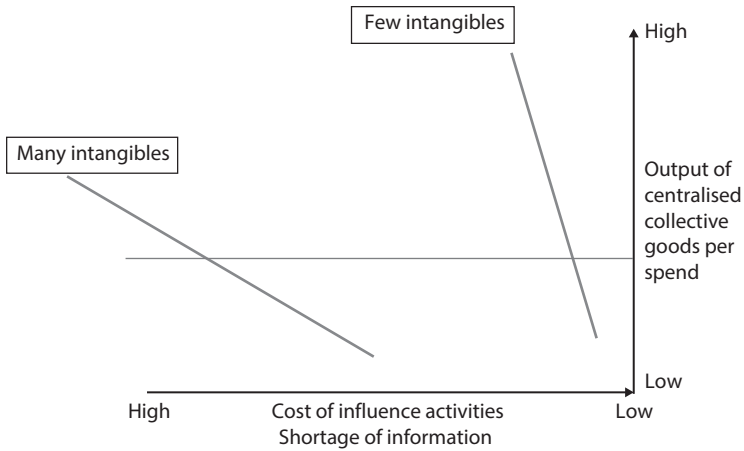 Few intangibles
High
Many intangibles
Output of
centralised
collective
goods per
spend
Low
High
Cost of influence activities
Low
Shortage of information